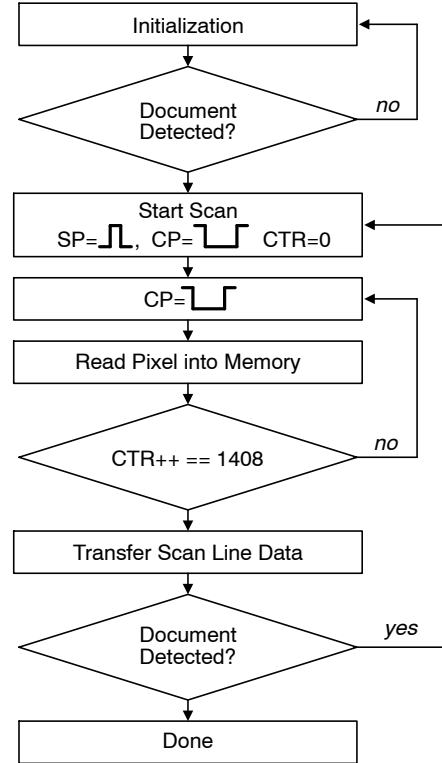 Initialization
Document
Detected?
no
Start Scan
SP= , CP= CTR=0
CP=
Read Pixel into Memory
CTR++ == 1408
no
Transfer Scan Line Data
Document
Detected?
yes
Done